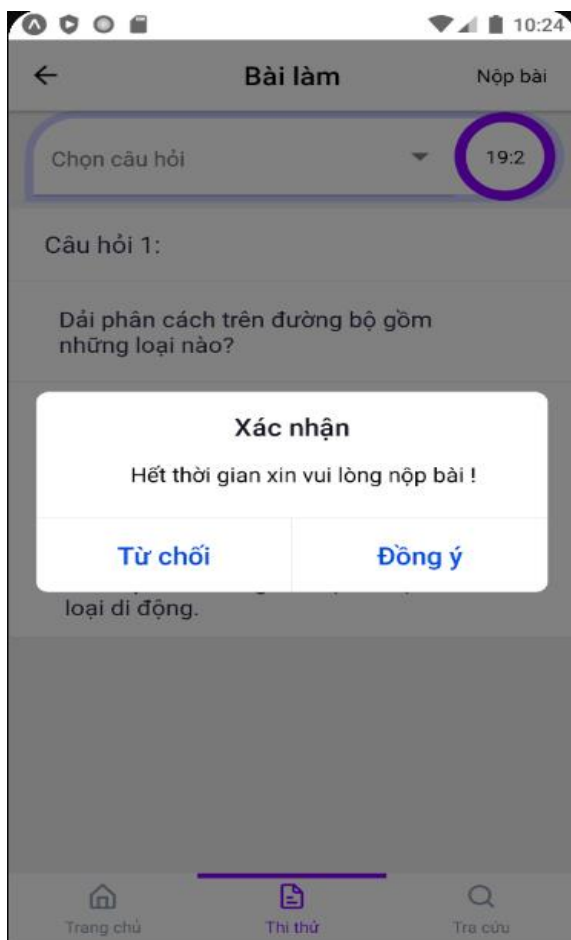 10:24
Bài làm
Nộp bài
Chọn câu hỏi
19:2
Câu hỏi 1:
Dải phân cách trên đường bộ gồm
những loại nào?
Xác nhận
Hết thời gian xin vui lòng nộp bài !
Từ chối
Đồng ý
loại di động.
Trang chủ
Thi thử
Tra cứu